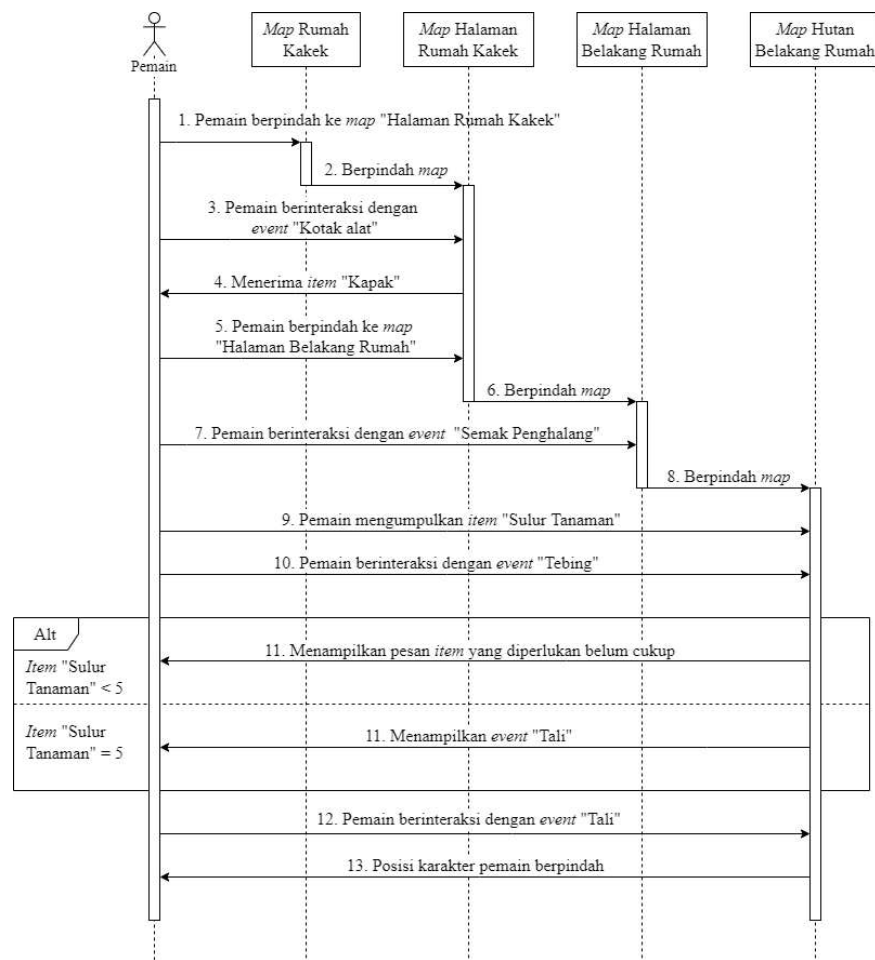 Pemain
Map Rumah
Kakek
Map Halaman
Rumah Kakek
Map Halaman
Belakang Rumah
Map Hutan
Belakang Rumah
1. Pemain berpindah ke map "Halaman Rumah Kakek"
2. Berpindah map
3. Pemain berinteraksi dengan
event "Kotak alat"
4. Menerima item "Kapak"
5. Pemain berpindah ke map
"Halaman Belakang Rumah"
6. Berpindah map
7. Pemain berinteraksi dengan event "Semak Penghalang"
8. Berpindah map
9. Pemain mengumpulkan item "Sulur Tanaman"
10. Pemain berinteraksi dengan event "Tebing"
Alt
Item "Sulur
Tanaman" < 5
11. Menampilkan pesan item yang diperlukan belum cukup
Item "Sulur
Tanaman" = 5
11. Menampilkan event "Tali"
12. Pemain berinteraksi dengan event "Tali"
13. Posisi karakter pemain berpindah